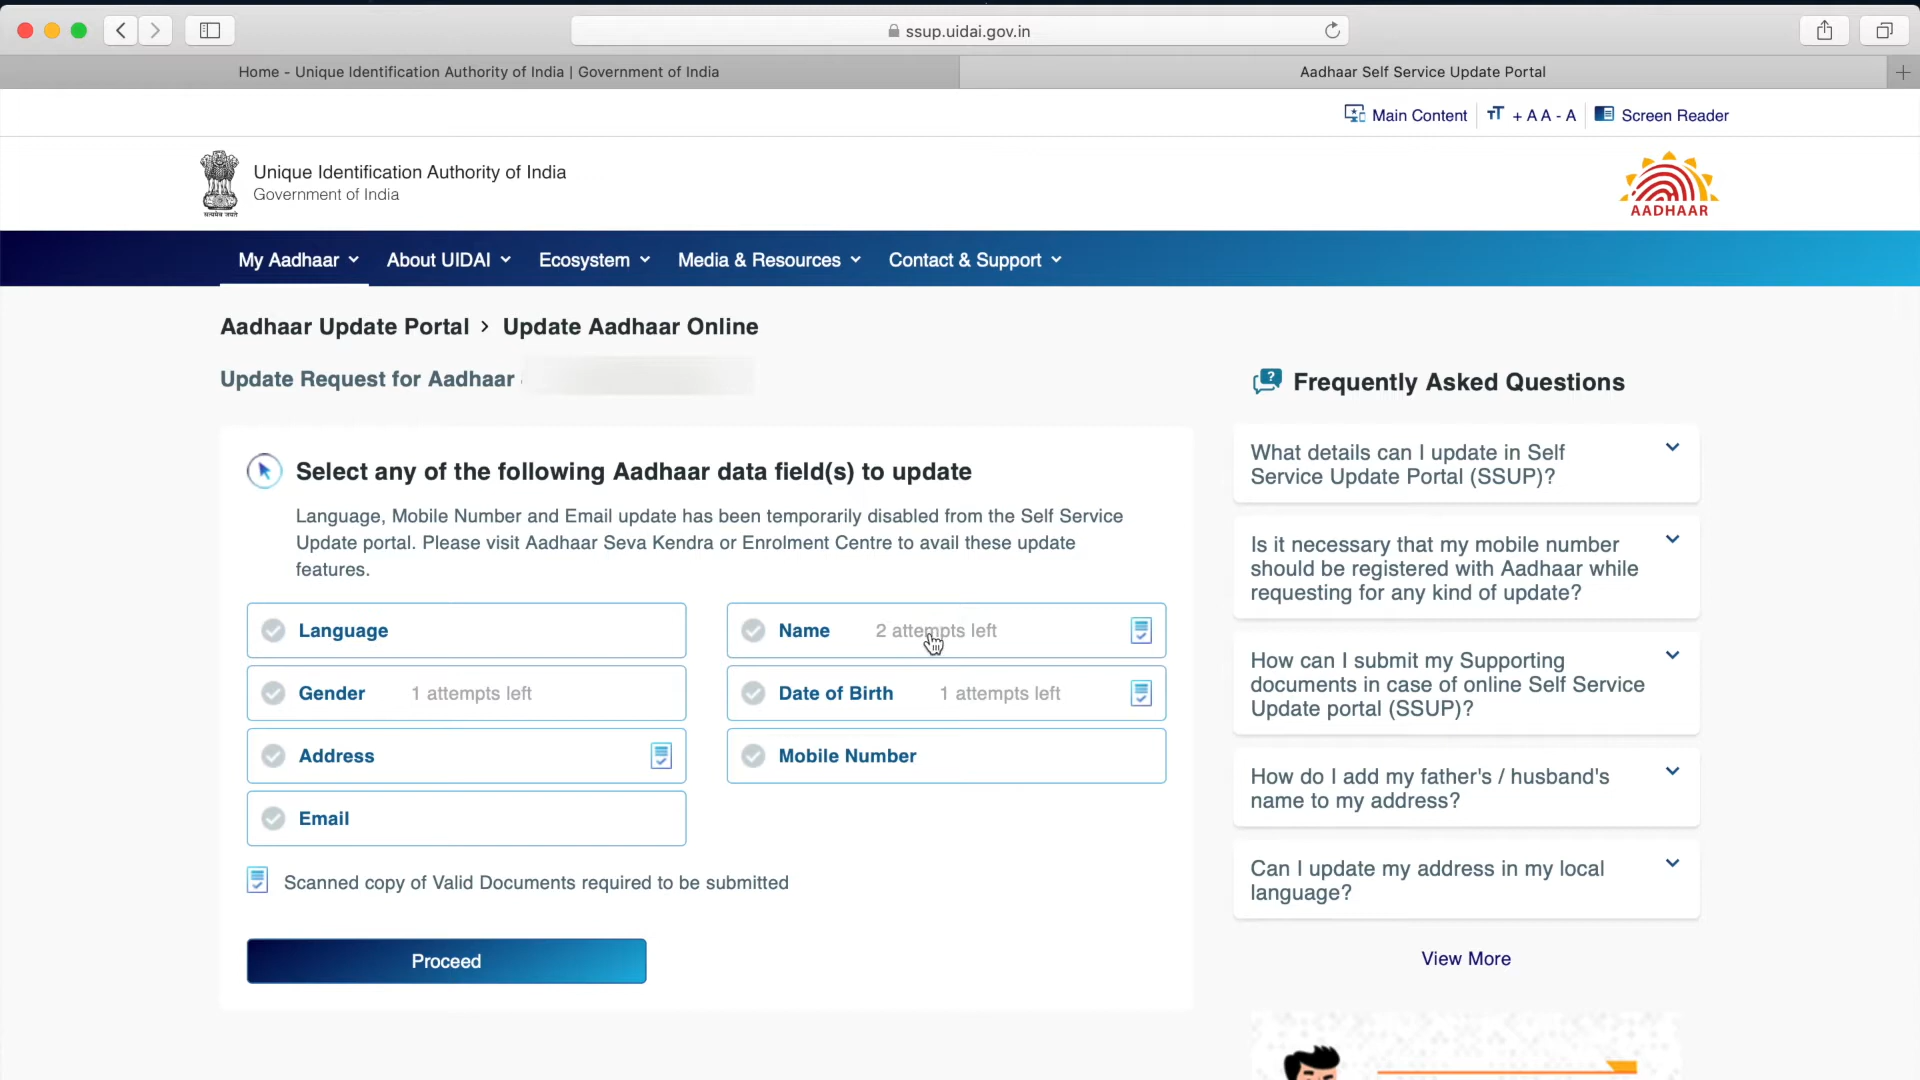 ssup.uidai.gov.in
Home - Unique Identification Authority of India | Government of India
Aadhaar Self Service Update Portal
Main Content
+ A A - A
Screen Reader
Unique Identification Authority of India
Government of India
सत्यमेव जयते
AADHAAR
My Aadhaar
About UIDAI
Ecosystem
Media & Resources
Contact & Support
Aadhaar Update Portal > Update Aadhaar Online
Update Request for Aadhaar
Select any of the following Aadhaar data field(s) to update
Language, Mobile Number and Email update has been temporarily disabled from the Self Service
Update portal. Please visit Aadhaar Seva Kendra or Enrolment Centre to avail these update
features.
Language
Name 2 attempts left
Gender 1 attempts left
Date of Birth 1 attempts left
Address
Mobile Number
Email
Scanned copy of Valid Documents required to be submitted
Proceed
Frequently Asked Questions
What details can I update in Self
Service Update Portal (SSUP)?
Is it necessary that my mobile number
should be registered with Aadhaar while
requesting for any kind of update?
How can I submit my Supporting
documents in case of online Self Service
Update portal (SSUP)?
How do I add my father's / husband's
name to my address?
Can I update my address in my local
language?
View More